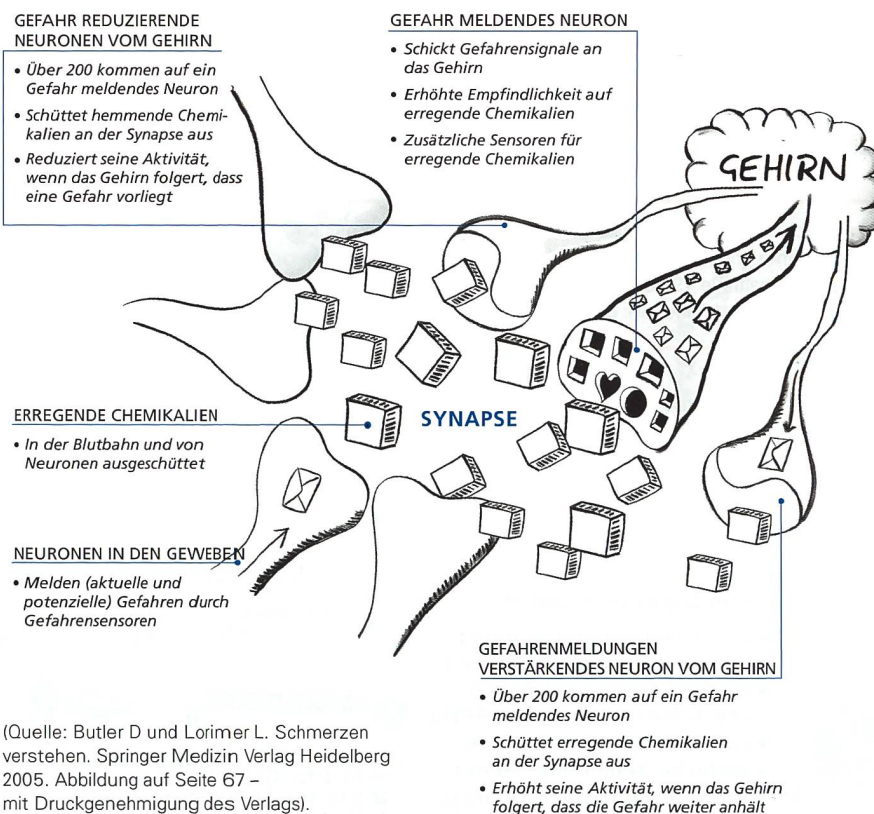 GEFAHR REDUZIERENDE
NEURONEN VOM GEHIRN
• Über 200 kommen auf ein
Gefahr meldendes Neuron
• Schüttet hemmende Chemi-
kalien an der Synapse aus
• Reduziert seine Aktivität,
wenn das Gehirn folgert, dass
eine Gefahr vorliegt
GEFAHR MELDENDES NEURON
• Schickt Gefahrensignale an
das Gehirn
• Erhöhte Empfindlichkeit auf
erregende Chemikalien
• Zusätzliche Sensoren für
erregende Chemikalien
GEHIRN
SYNAPSE
ERREGENDE CHEMIKALIEN
• In der Blutbahn und von
Neuronen ausgeschüttet
NEURONEN IN DEN GEWEBEN
• Melden (aktuelle und
potenzielle) Gefahren durch
Gefahrensensoren
GEFAHRENMELDUNGEN
VERSTÄRKENDES NEURON VOM GEHIRN
• Über 200 kommen auf ein Gefahr
meldendes Neuron
• Schüttet erregende Chemikalien
an der Synapse aus
• Erhöht seine Aktivität, wenn das Gehirn
folgert, dass die Gefahr weiter anhält
(Quelle: Butler D und Lorimer L. Schmerzen
verstehen. Springer Medizin Verlag Heidelberg
2005. Abbildung auf Seite 67 –
mit Druckgenehmigung des Verlags).